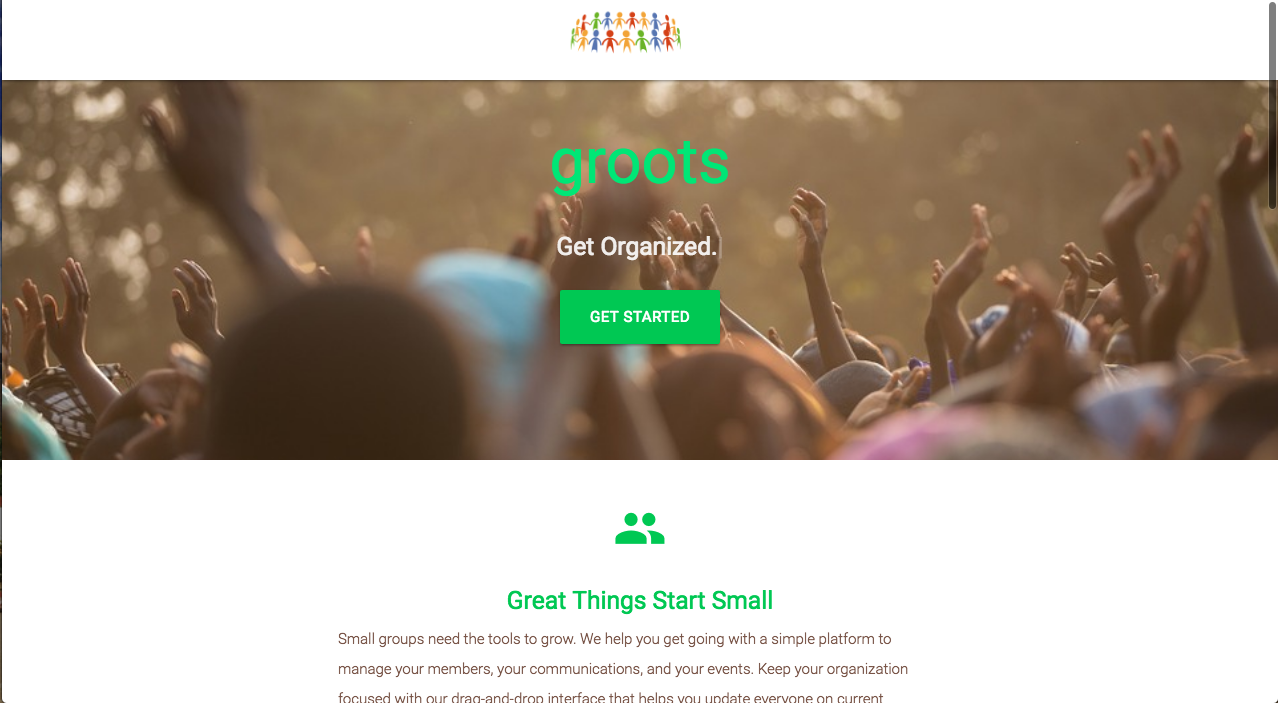 groots
Get Organized.
GET STARTED
Great Things Start Small
Small groups need the tools to grow. We help you get going with a simple platform to
manage your members, your communications, and your events. Keep your organization
focused with our drag-and-drop interface that helps you update everyone on current